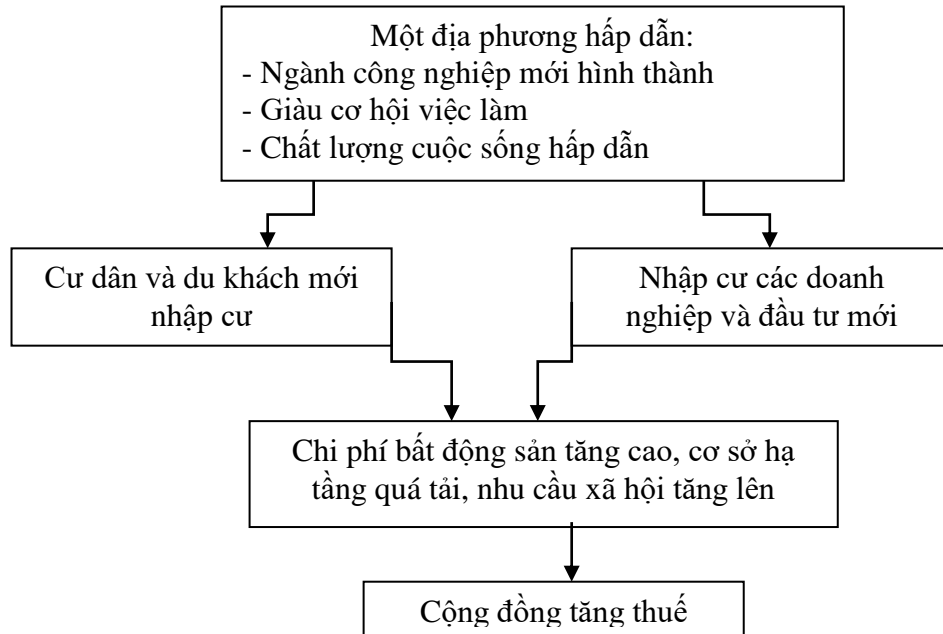 Một địa phương hấp dẫn:
- Ngành công nghiệp mới hình thành
- Giàu cơ hội việc làm
- Chất lượng cuộc sống hấp dẫn
Cư dân và du khách mới
nhập cư
Nhập cư các doanh
nghiệp và đầu tư mới
Chi phí bất động sản tăng cao, cơ sở hạ
tầng quá tải, nhu cầu xã hội tăng lên
Cộng đồng tăng thuế